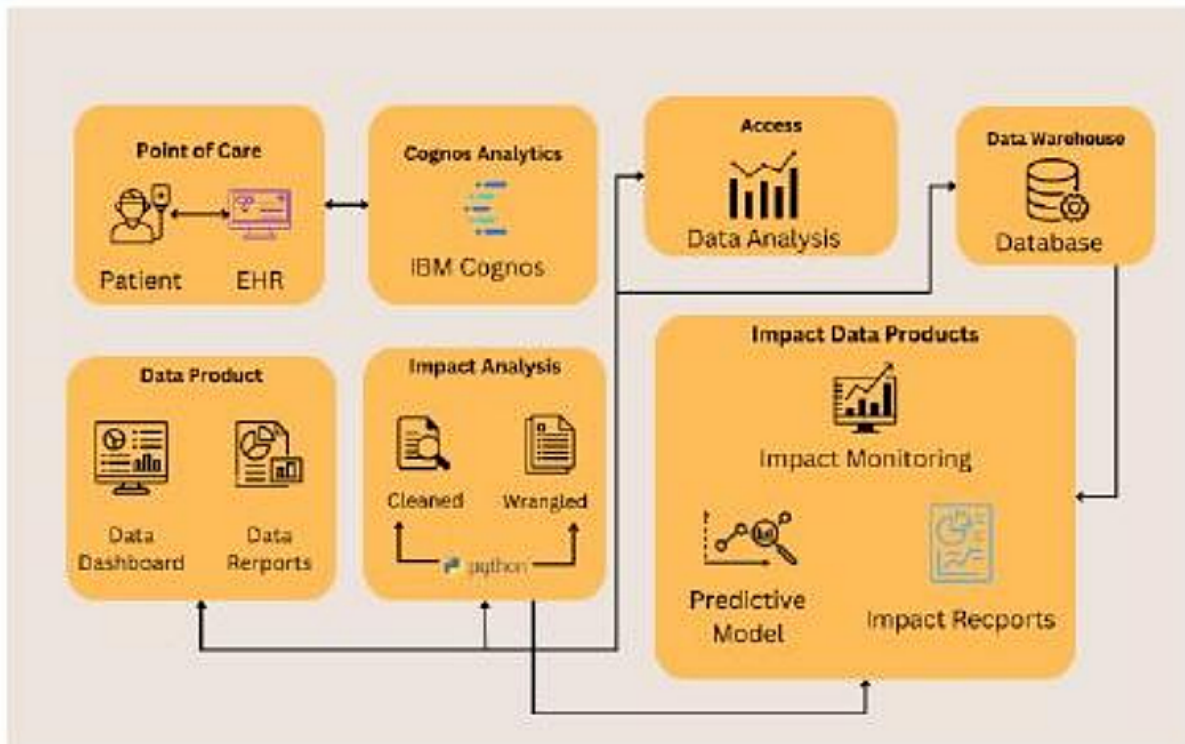 Point of Care
Patient
EHR
Cognos Analytics
IBM Cognos
Access
Data Analysis
Data Warehouse
Database
Data Product
Data
Dashboard
Data
Rerports
Impact Analysis
Cleaned
Wrangled
python
Impact Data Products
Impact Monitoring
Predictive
Model
Impact Recports